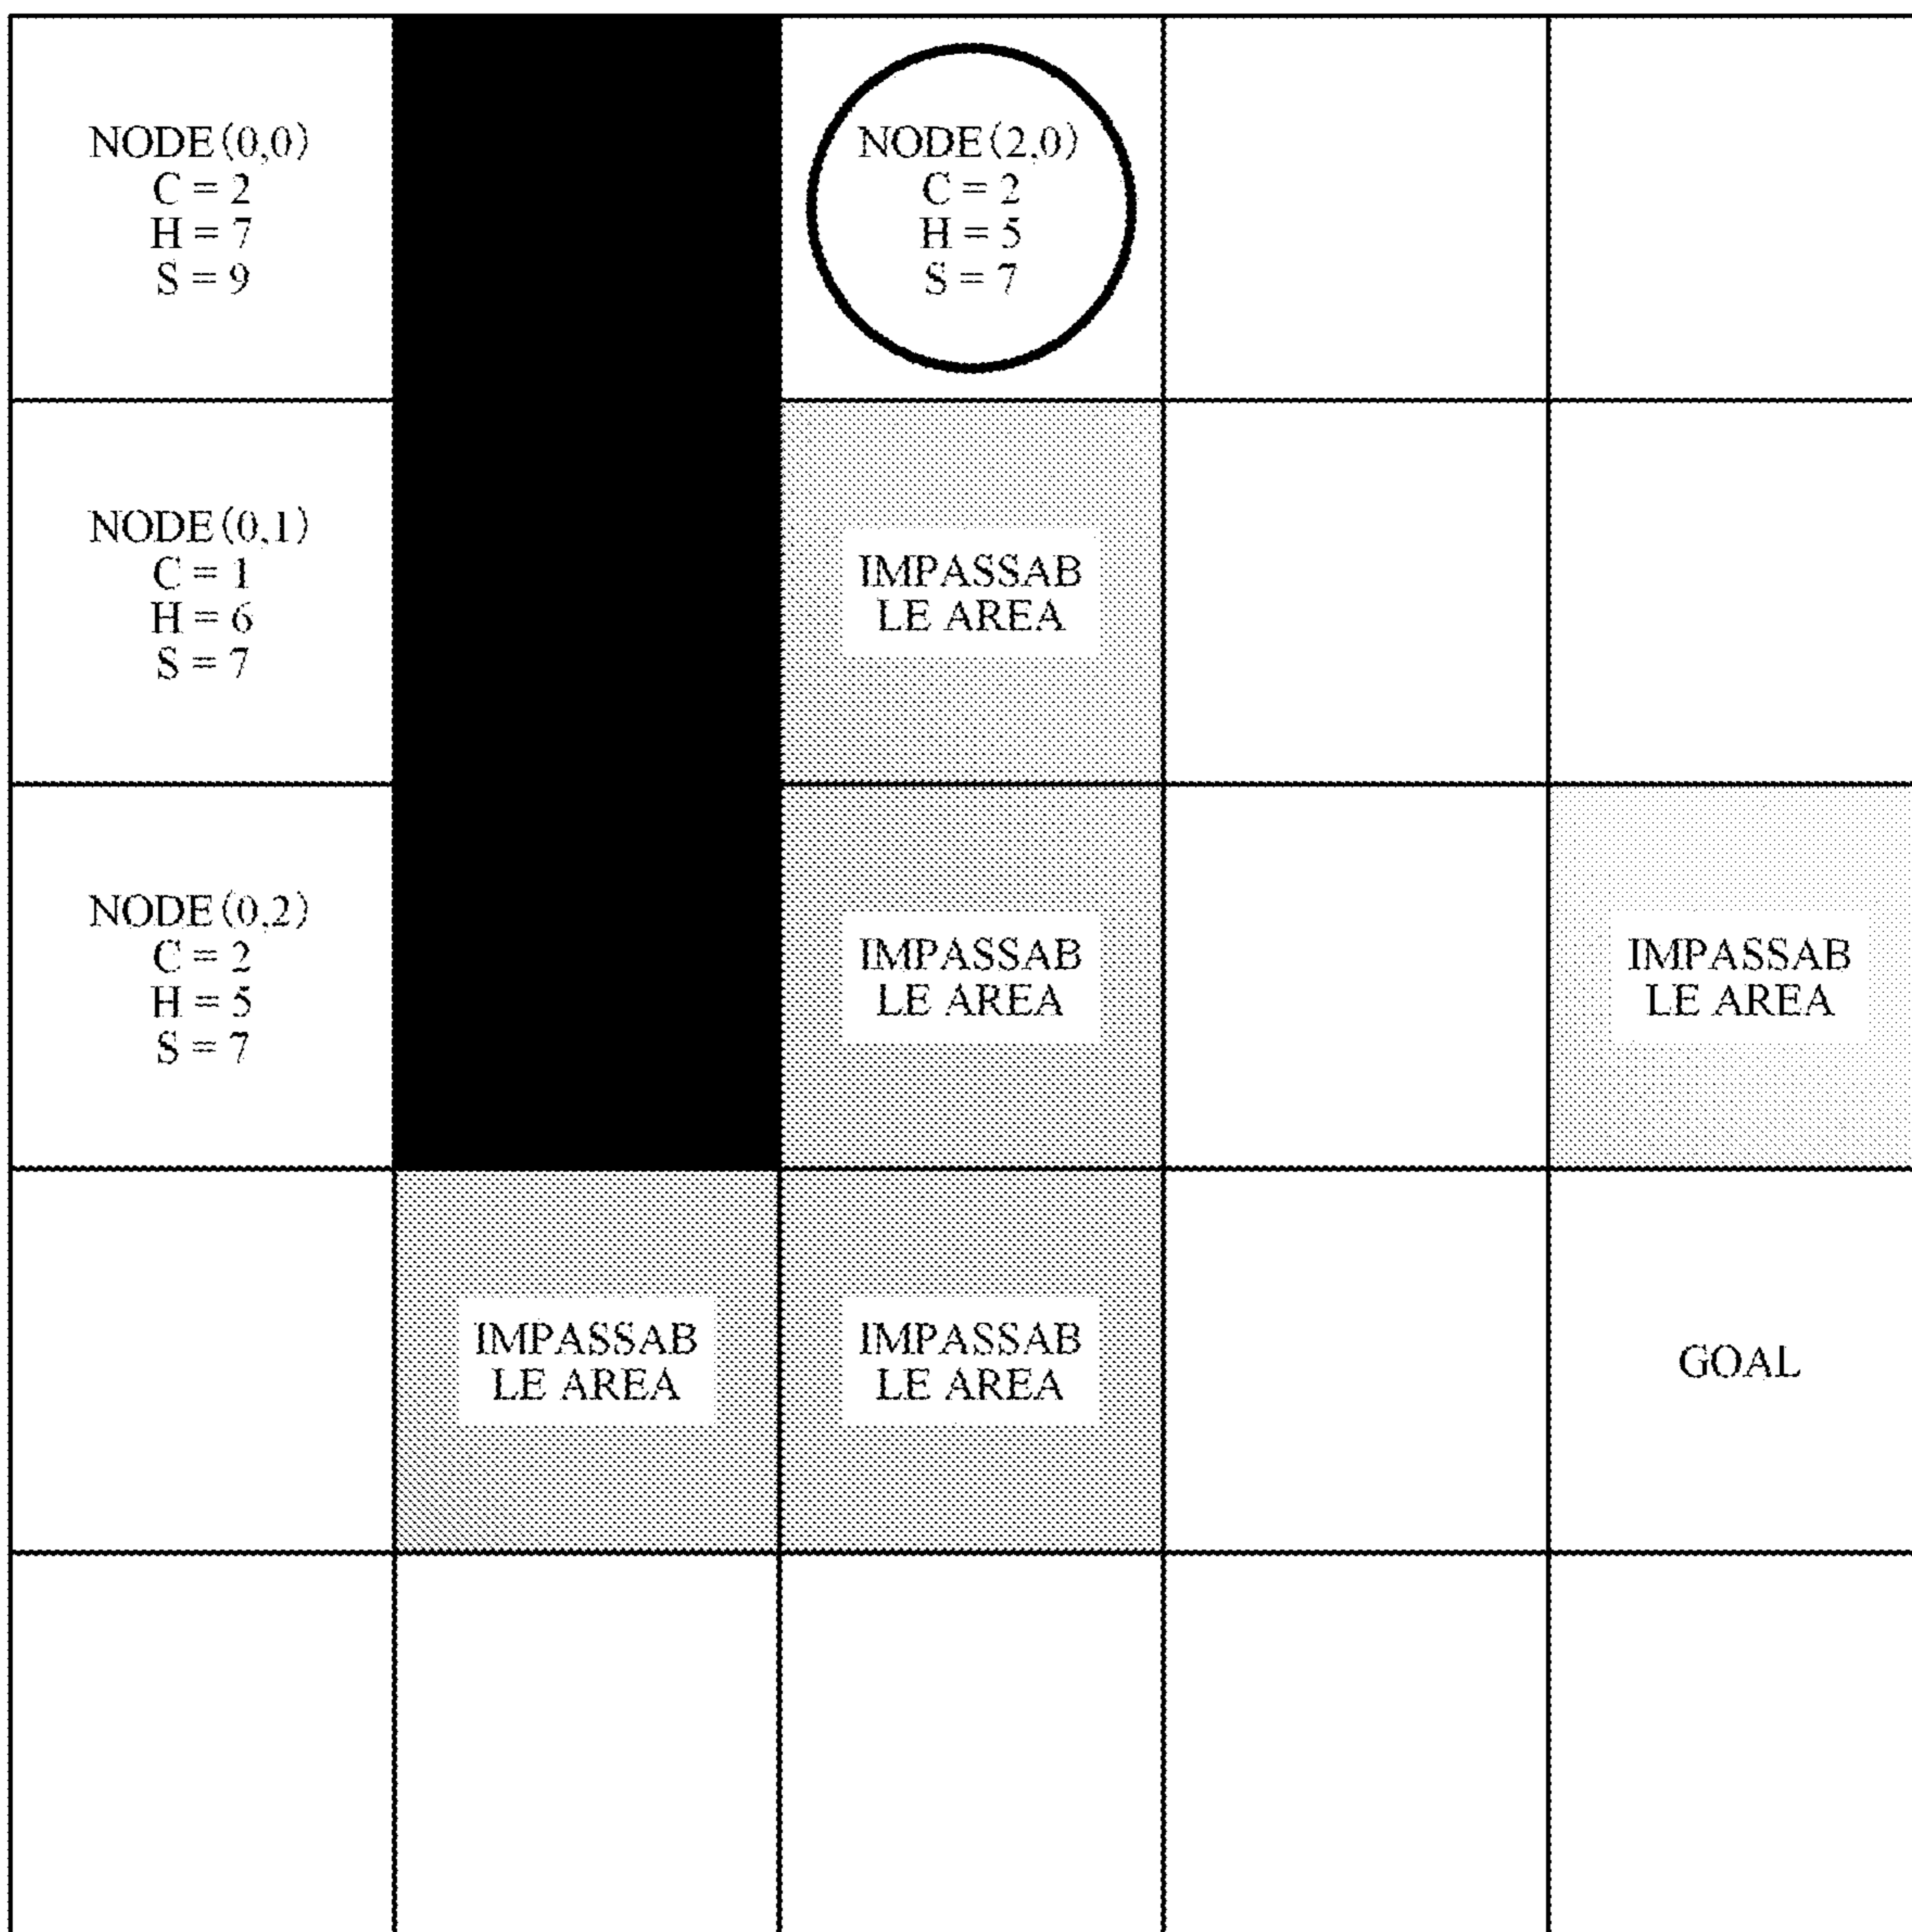 NODE(0,0)
C = 2
H = 7
S = 9
NODE(2,0)
C = 2
H = 5
S = 7
NODE(0,1)
C = 1
H = 6
S = 7
IMPASSAB
LE AREA
NODE(0,2)
C = 2
H = 5
S = 7
IMPASSAB
LE AREA
IMPASSAB
LE AREA
IMPASSAB
LE AREA
IMPASSAB
LE AREA
GOAL